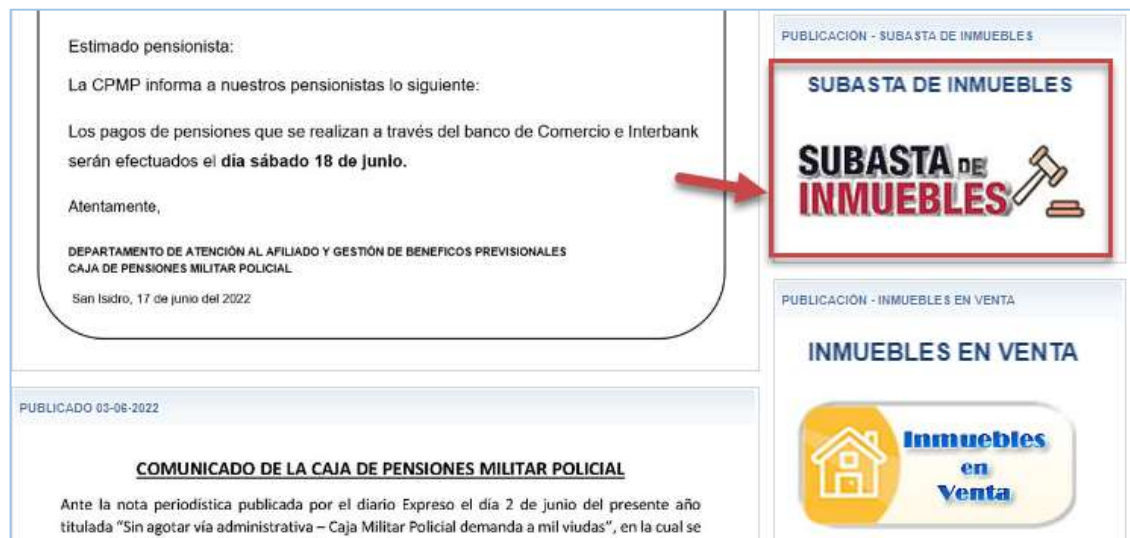 Estimado pensionista:
La CPMP informa a nuestros pensionistas lo siguiente:
Los pagos de pensiones que se realizan a través del banco de Comercio e Interbank
serán efectuados el día sábado 18 de junio.
Atentamente,
DEPARTAMENTO DE ATENCIÓN AL AFILIADO Y GESTIÓN DE BENEFICOS PREVISIONALES
CAJA DE PENSIONES MILITAR POLICIAL
San Isidro, 17 de junio del 2022
PUBLICADO 03-06-2022
COMUNICADO DE LA CAJA DE PENSIONES MILITAR POLICIAL
Ante la nota periodística publicada por el diario Expreso el día 2 de junio del presente año
titulada “Sin agotar vía administrativa – Caja Militar Policial demanda a mil viudas”, en la cual se
PUBLICACIÓN - SUBASTA DE INMUEBLES
SUBASTA DE INMUEBLES
SUBASTA DE
INMUEBLES
PUBLICACIÓN - INMUEBLES EN VENTA
INMUEBLES EN VENTA
Inmuebles
en
Venta